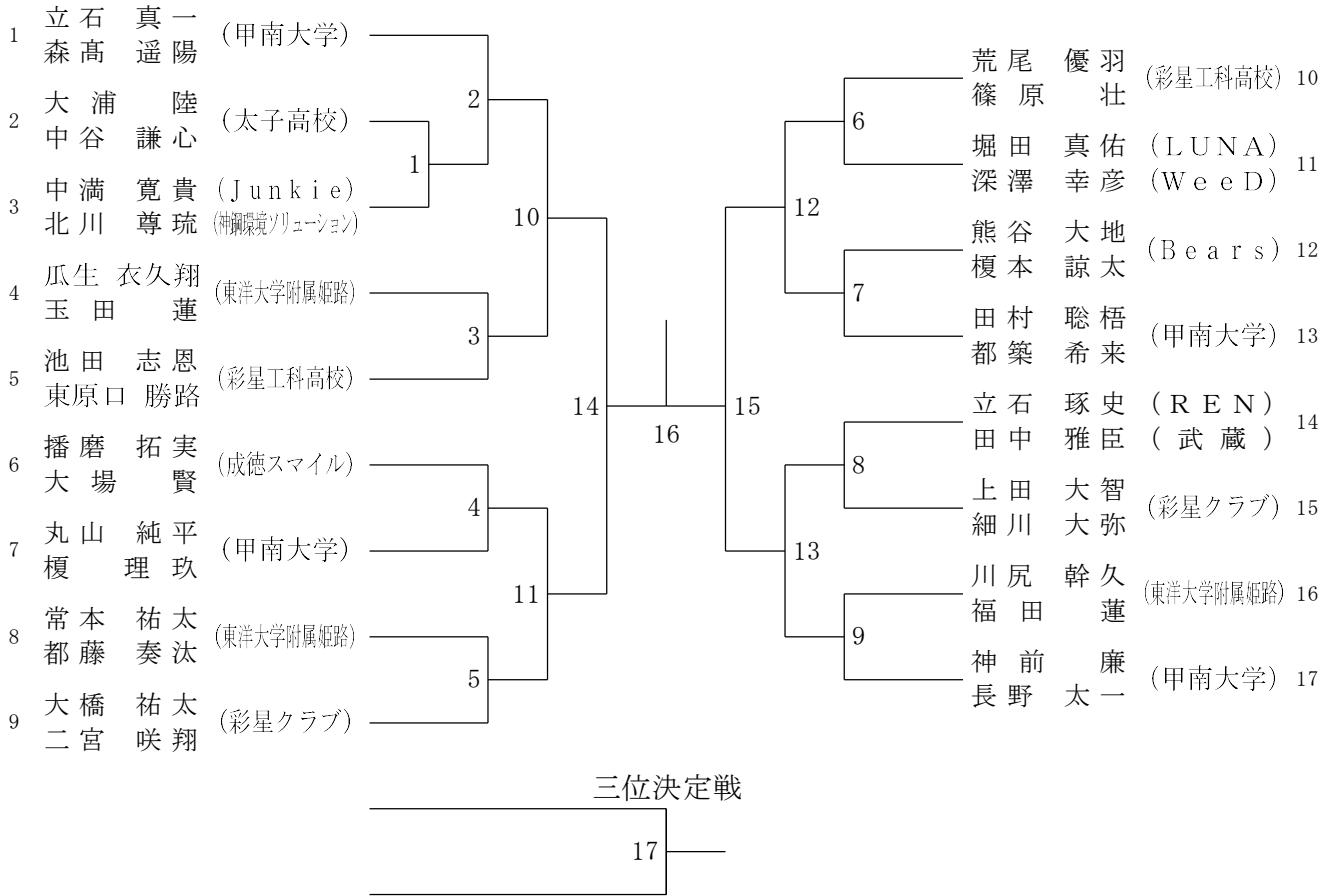 1 立石 真一 (甲南大学)
森髙 遥陽
2 大浦 陸 (太子高校)
中谷 謙心
3 中満 寛貴 (Junkie)
北川 尊琉 (神鋼環境ソリューション)
4 瓜生 衣久翔 (東洋大学附属姫路)
玉田 蓮
5 池田 志恩 (彩星工科高校)
東原口 勝路
6 播磨 拓実 (成徳スマイル)
大場 賢
7 丸山 純平 (甲南大学)
榎 理玖
8 常本 祐太 (東洋大学附属姫路)
都藤 奏汰
9 大橋 祐太 (彩星クラブ)
二宮 咲翔
2
1
10
3
14
4
11
5
16
6
12
7
15
8
13
9
荒尾 優羽 (彩星工科高校) 10
篠原 壮
堀田 真佑 (LUNA) 11
深澤 幸彦 (WeeD)
熊谷 大地 (Bears) 12
榎本 諒太
田村 聡悟 (甲南大学) 13
都築 希来
立石 琢史 (REN) 14
田中 雅臣 (武蔵)
上田 大智 (彩星クラブ) 15
細川 大弥
川尻 幹久 (東洋大学附属姫路) 16
福田 蓮
神前 廉 (甲南大学) 17
長野 太一
三位決定戦
17